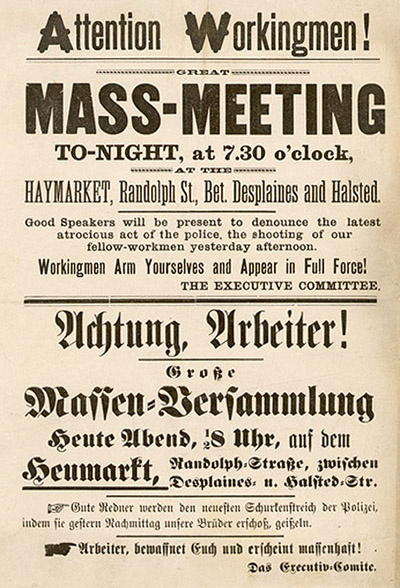 Attention Workingmen!
GREAT
MASS-MEETING
TO-NIGHT, at 7.30 o'clock,
AT THE
HAYMARKET, Randolph St., Bet. Desplaines and Halsted.
Good Speakers will be present to denounce the latest
atrocious act of the police, the shooting of our
fellow-workmen yesterday afternoon.
Workingmen Arm Yourselves and Appear in Full Force!
THE EXECUTIVE COMMITTEE.
Achtung, Arbeiter!
Große
Massen-Versammlung
Heute Abend, ½8 Uhr, auf dem
Heumarkt, Randolph-Straße, zwischen
Desplaines- u. Halsted-Str.
☞ Gute Redner werden den neuesten Schurkenstreich der Polizei,
indem sie gestern Nachmittag unsere Brüder erschoß, geißeln.
☛ Arbeiter, bewaffnet Euch und erscheint massenhaft!
Das Executiv-Comite.